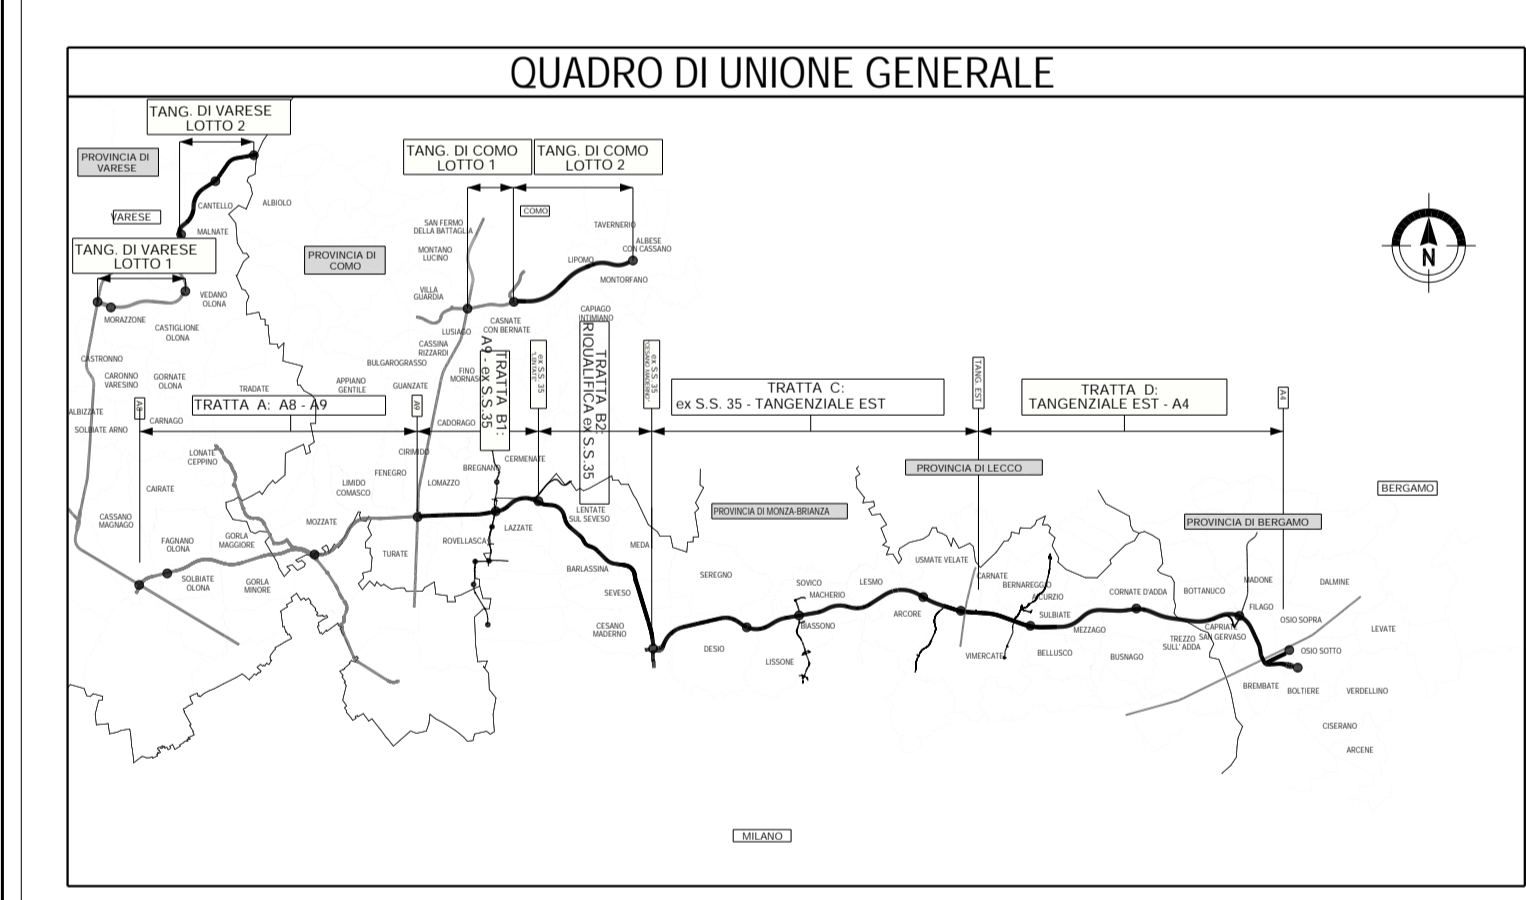 QUADRO DI UNIONE GENERALE
TANG. DI VARESE
LOTTO 2
PROVINCIA DI
VARESE
TANG. DI COMO
LOTTO 1
TANG. DI COMO
LOTTO 2
CANTELLO
ALBIOLO
VARESE
MALNATE
COMO
SAN FERMO
DELLA BATTAGLIA
TAVERNERIO
ALBESE
CON CASSANO
TANG. DI VARESE
LOTTO 1
PROVINCIA DI
COMO
MONTANO
LUCINO
LIPOMO
MONTORFANO
N
VEDANO
OLONA
VILLA
GUARDIA
MORAZZONE
CASTIGLIONE
OLONA
LUSIAGO
CASNATE
CON BERNATE
CAPIAGO
INTIMIANO
CASSINA
RIZZARDI
CASTRONNO
BULGAROGRASSO
CARONNO
VARESINO
GORNATE
OLONA
TRADATE
APPIANO
GENTILE
GUANZATE
FINO
MORNAS
TRATTA B1:
A9 - ex S.S.35
ex S.S. 35
"LENTATE"
TRATTA B2:
RIQUALIFICA ex S.S.35
ex S.S. 35
"CESANO MADERNO"
TRATTA C:
ex S.S. 35 - TANGENZIALE EST
TANG. EST
TRATTA D:
TANGENZIALE EST - A4
A4
A8
TRATTA A: A8 - A9
A9
ALBIZZATE
SOLBIATE ARNO
CARNAGO
CADORAGO
LONATE
CEPPINO
CIRIMIDO
FENEGRO
BREGNANO
CERMENATE
LIMIDO
COMASCO
LOMAZZO
CAIRATE
PROVINCIA DI LECCO
BERGAMO
PROVINCIA DI MONZA-BRIANZA
PROVINCIA DI BERGAMO
CASSANO
MAGNAGO
MOZZATE
LAZZATE
LENTATE
SUL SEVESO
FAGNANO
OLONA
GORLA
MAGGIORE
ROVELLASCA
TURATE
MEDA
BARLASSINA
SEREGNO
SOLBIATE
OLONA
GORLA
MINORE
SEVESO
SOVICO
MACHERIO
LESMO
USMATE VELATE
CARNATE
BERNAREGGIO
AICURZIO
CORNATE D'ADDA
BOTTANUCO
MADONE
DALMINE
FILAGO
CESANO
MADERNO
BIASSONO
ARCORE
SULBIATE
MEZZAGO
CAPRIATE
SAN GERVASO
OSIO SOPRA
LEVATE
DESIO
LISSONE
VIMERCATE
BELLUSCO
BUSNAGO
TREZZO
SULL' ADDA
OSIO SOTTO
BREMBATE
BOLTIERE
VERDELLINO
CISERANO
ARCENE
MILANO